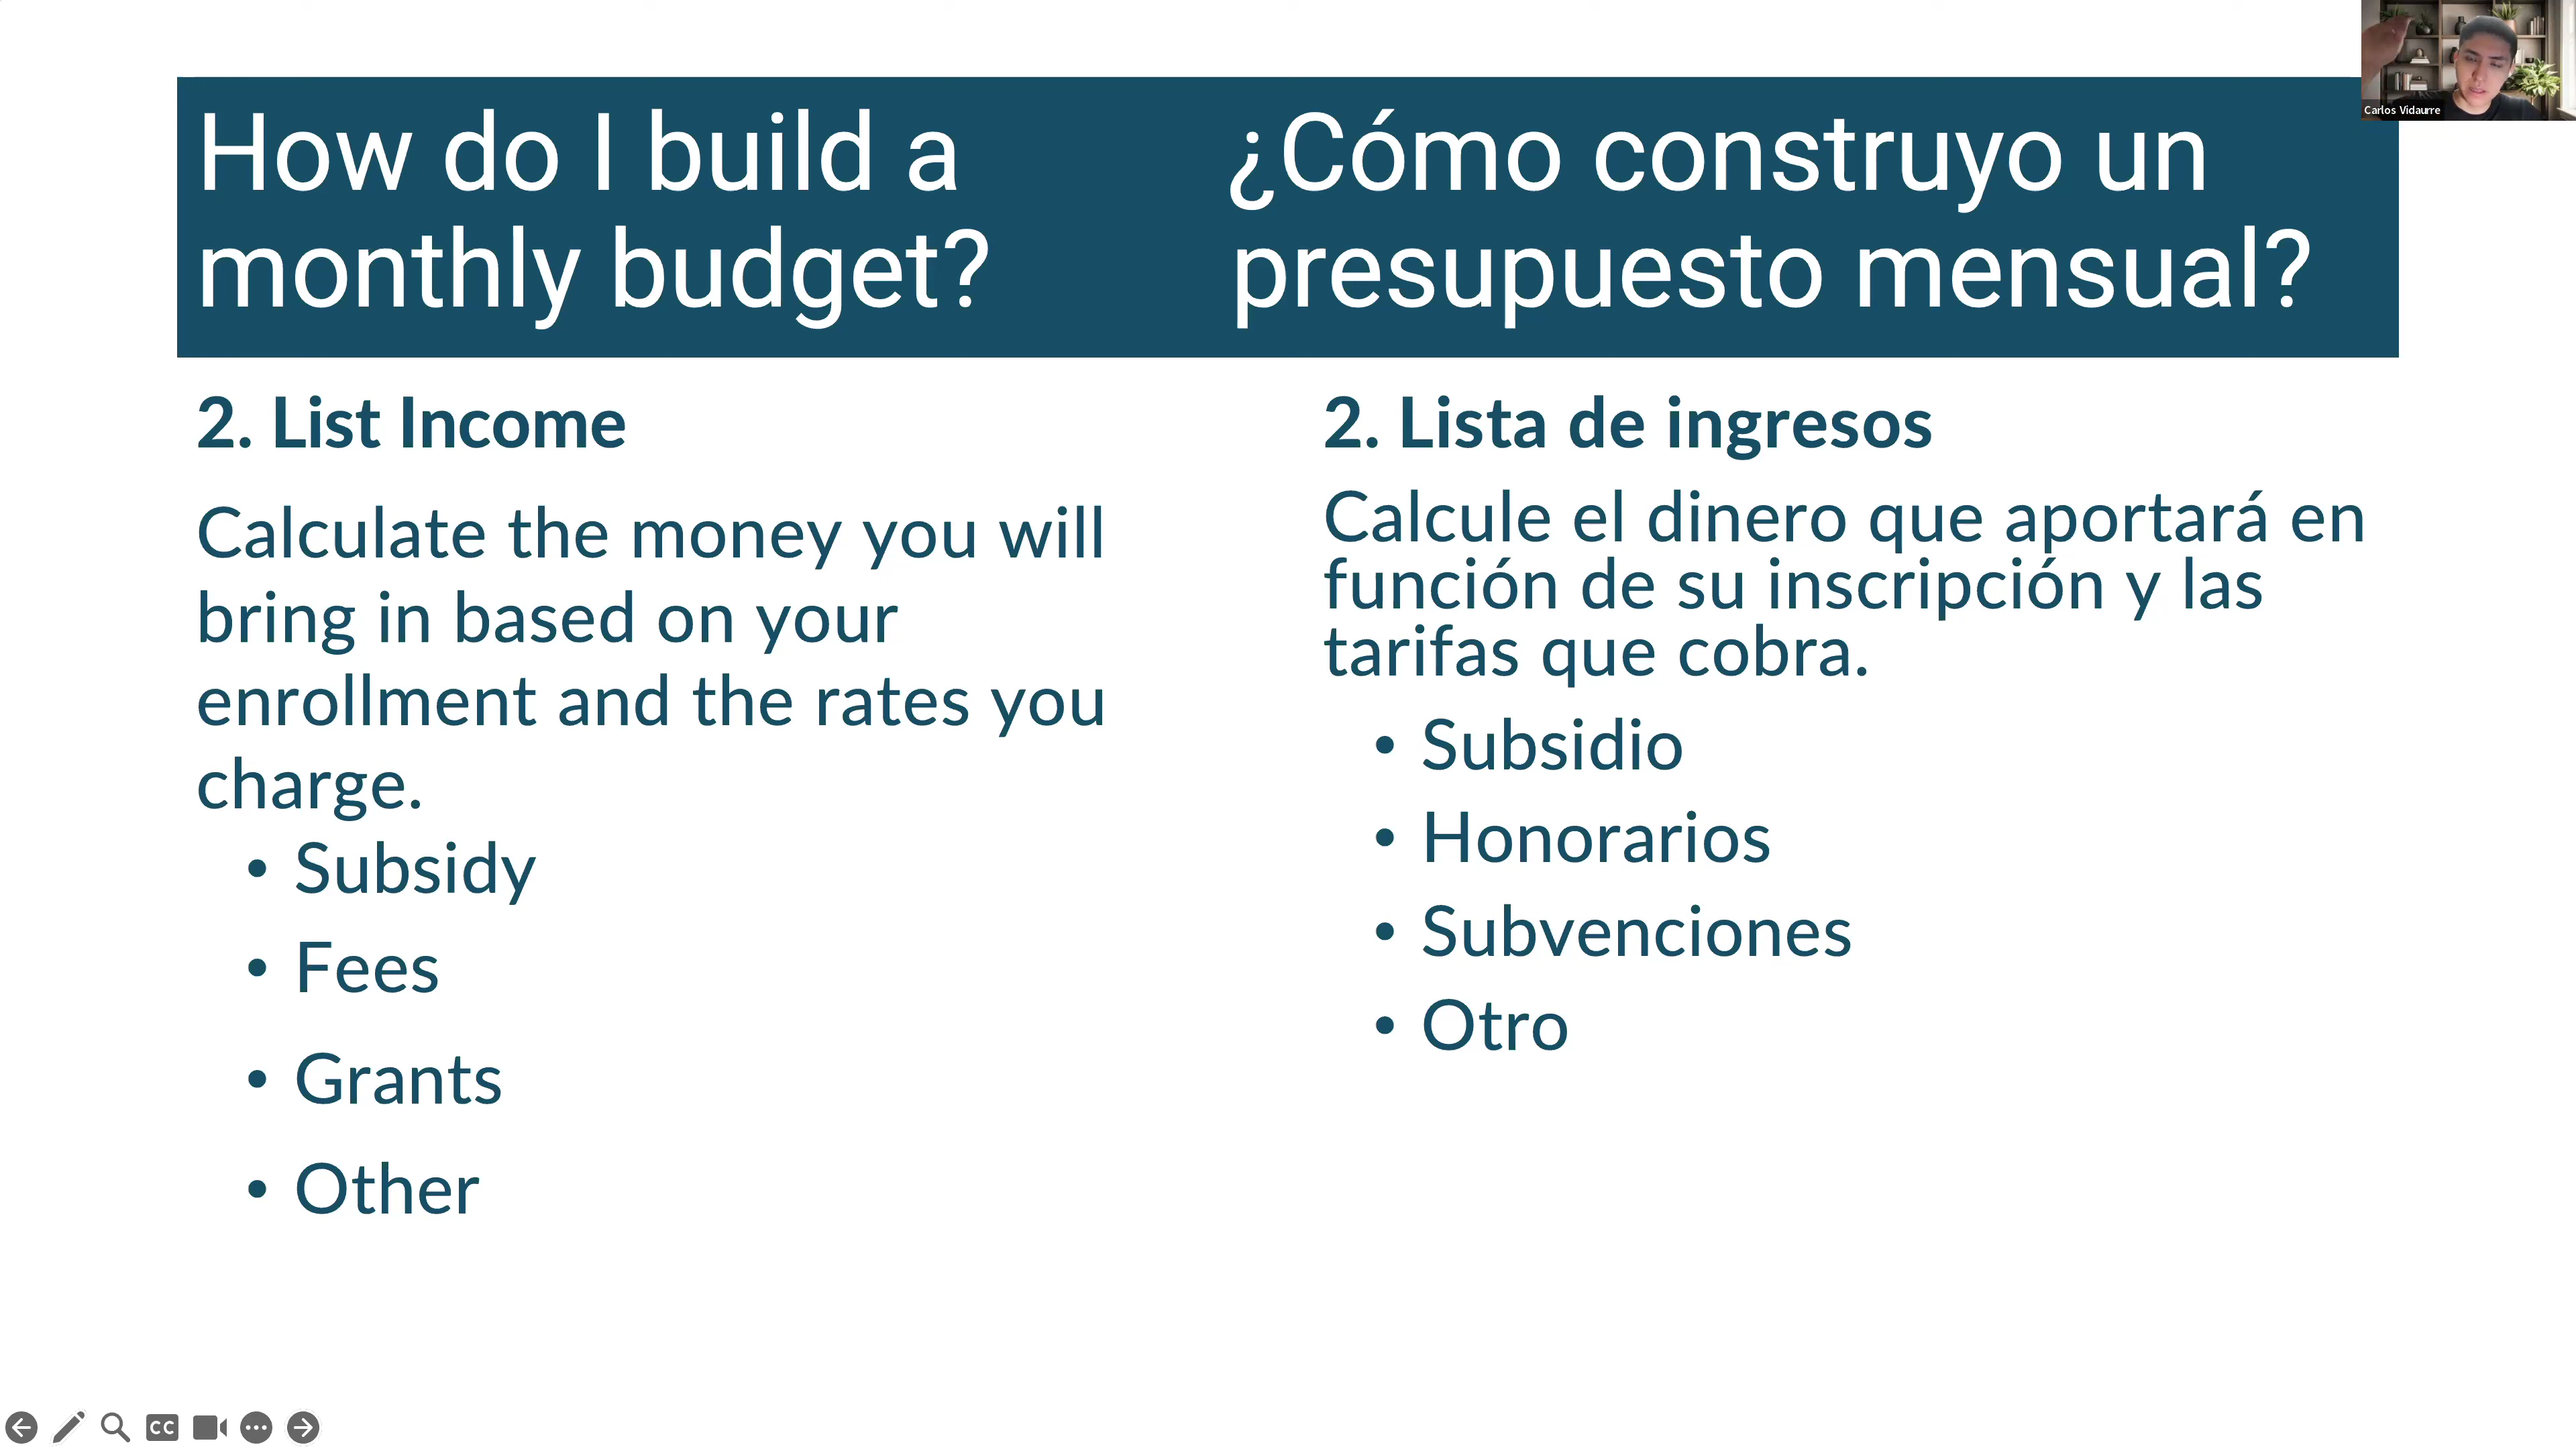 How do I build a
monthly budget?
¿Cómo construyo un
presupuesto mensual?
Carlos Vidaurre
2. List Income
Calculate the money you will
bring in based on your
enrollment and the rates you
charge.
• Subsidy
• Fees
• Grants
• Other
2. Lista de ingresos
Calcule el dinero que aportará en
función de su inscripción y las
tarifas que cobra.
• Subsidio
• Honorarios
• Subvenciones
• Otro
CC